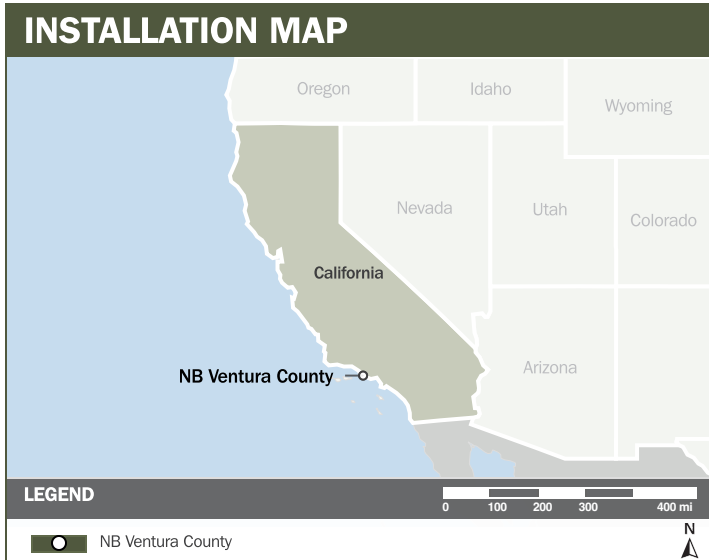 INSTALLATION MAP
Oregon
Idaho
Wyoming
Nevada
Utah
Colorado
California
Arizona
NB Ventura County
LEGEND
0 100 200 300 400 mi
NB Ventura County
N